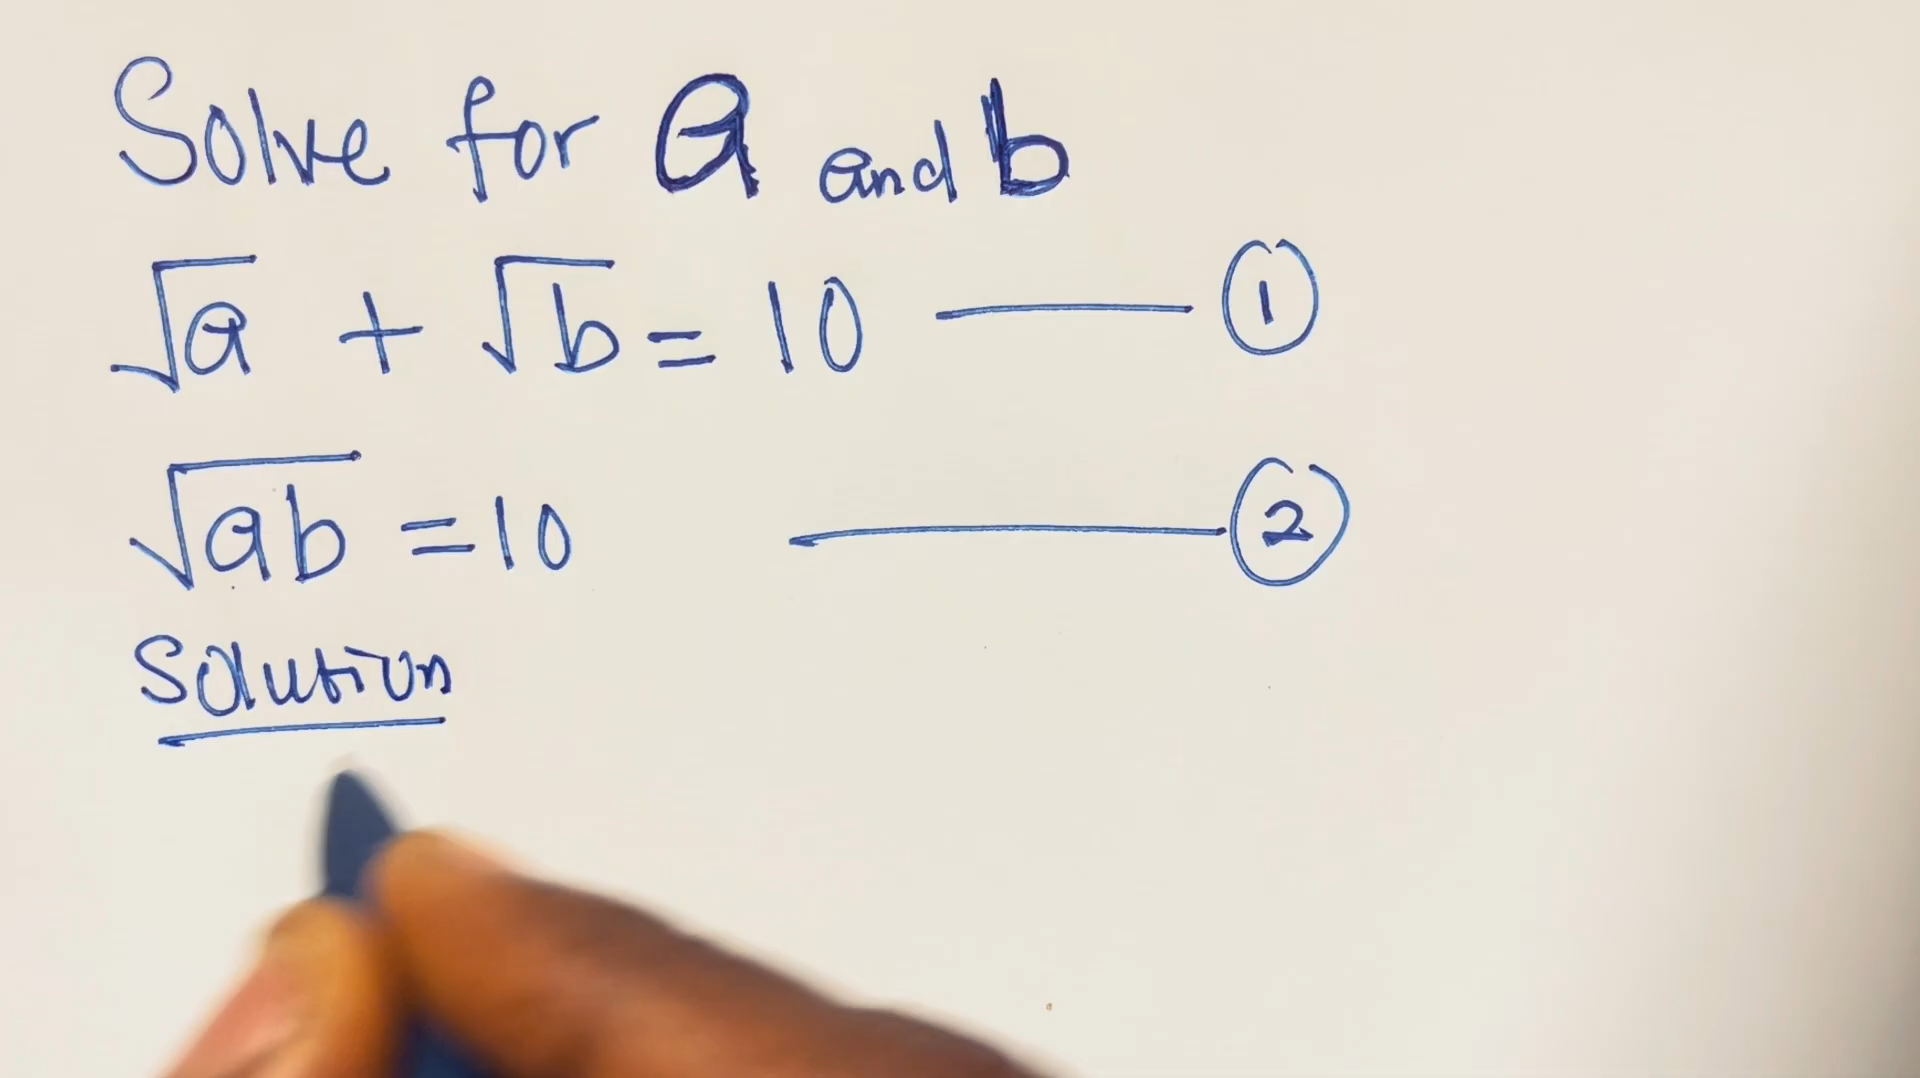 Solve for a and b
√a + √b = 10 —— ①
√ab = 10 —— ②
Solution